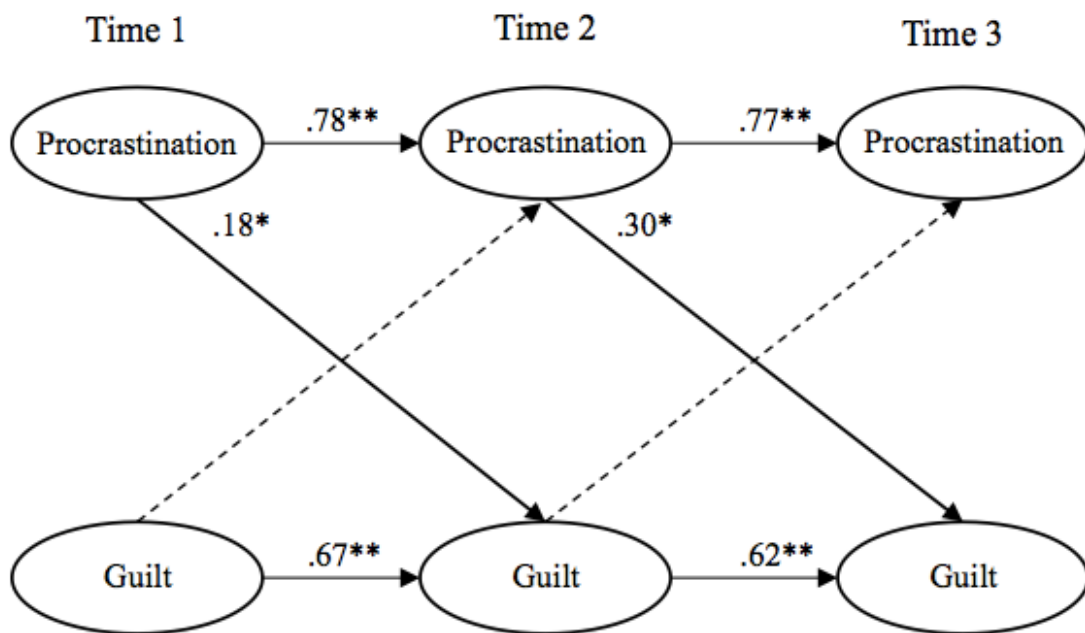 Time 1
Time 2
Time 3
Procrastination
.78**
Procrastination
.77**
Procrastination
.18*
.30*
Guilt
.67**
Guilt
.62**
Guilt